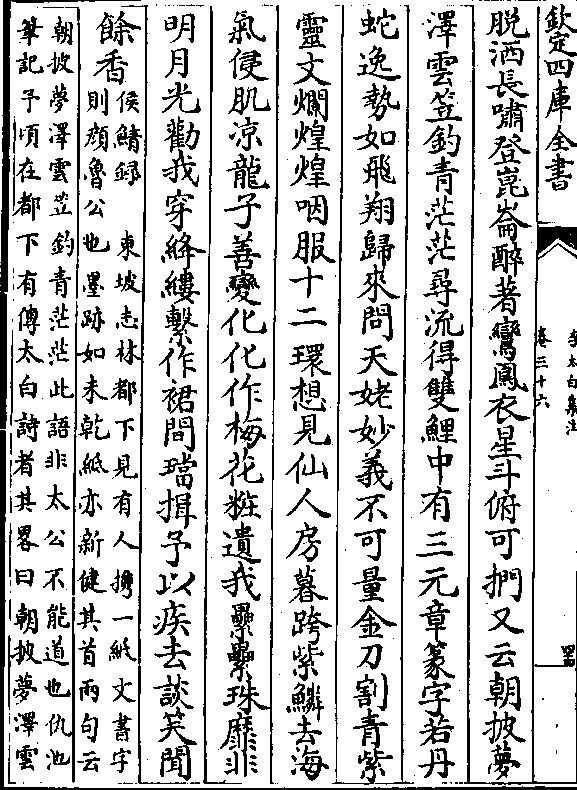 欽定四庫全書
李太白集注
卷三十六
脱洒長嘯登崑崙醉著鸞鳳衣星斗俯可捫又云朝披夢
澤雲笠釣青茫茫尋流得雙鯉中有三元章篆字若丹
蛇逸勢如飛翔歸來問天姥妙義不可量金刀割青紫
靈文爛煌煌咽服十二環想見仙人房暮跨紫鱗去海
氣侵肌凉龍子善變化化作梅花粧遺我纍纍珠靡非
明月光勸我穿絳縷繫作裙間璫揖予以疾去談笑聞
餘香
侯鯖録 東坡志林都下見有人攜一紙文書字
則顔魯公也墨跡如未乾紙亦新健其首兩句云
朝披夢澤雲笠釣青茫茫此語非太公不能道也仇池
筆記予頃在都下有傳太白詩者其畧曰朝披夢澤雲